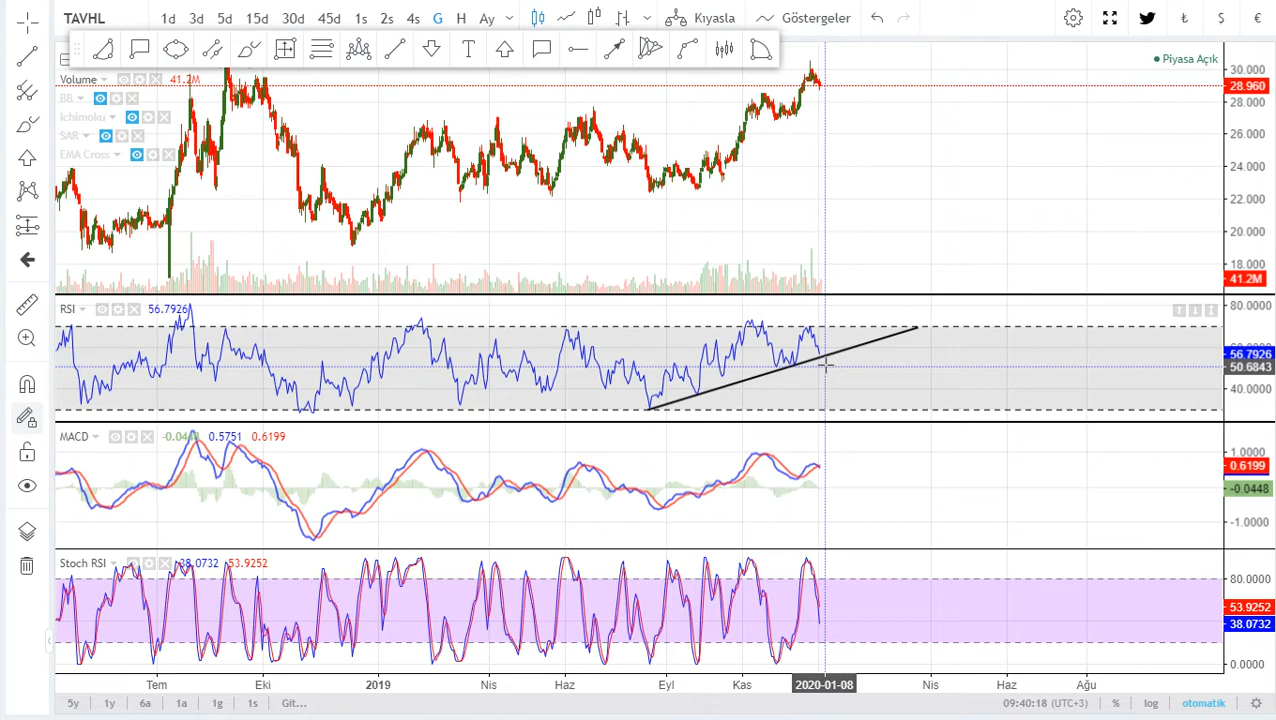 TAVHL 1d 3d 5d 15d 30d 45d 1s 2s 4s G H Ay Kıyasla Göstergeler ₺ $ €
T
Piyasa Açık
Volume 41.2M
BB
Ichimoku
SAR
EMA Cross
30.000
28.960
28.000
26.000
24.000
22.000
20.000
18.000
41.2M
RSI 56.7926
80.0000
56.7926
50.6843
40.0000
MACD -0.0448 0.5751 0.6199
1.0000
0.6199
-0.0448
-1.0000
Stoch RSI 38.0732 53.9252
80.0000
53.9252
38.0732
0.0000
Tem Eki 2019 Nis Haz Eyl Kas 2020-01-08 Nis Haz Ağu
5y 1y 6a 1a 1g 1s Git... 09:40:18 (UTC+3) % log otomatik